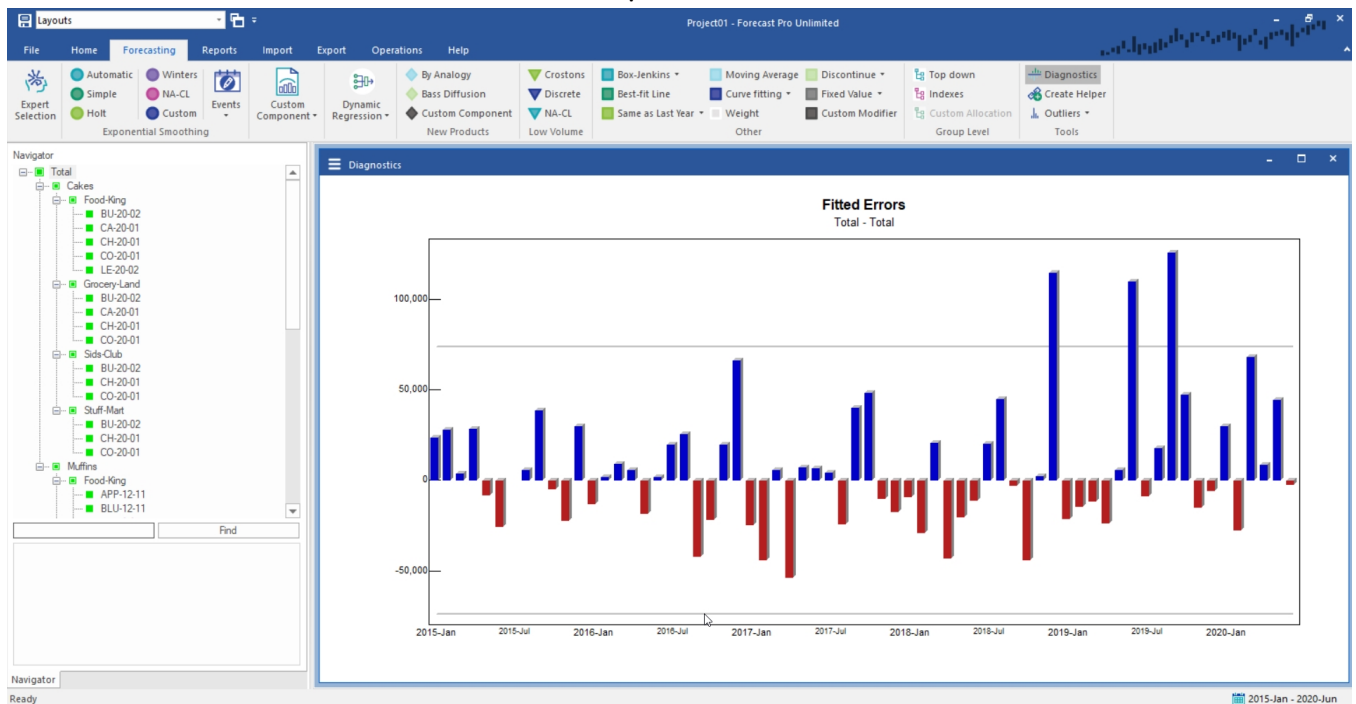 Layouts
Project01 - Forecast Pro Unlimited
File Home Forecasting Reports Import Export Operations Help
Expert Selection
Automatic Winters
Simple NA-CL
Holt Custom
Events
Exponential Smoothing
Custom Component
Dynamic Regression
By Analogy
Bass Diffusion
Custom Component
New Products
Crostons
Discrete
NA-CL
Low Volume
Box-Jenkins Moving Average Discontinue
Best-fit Line Curve fitting Fixed Value
Same as Last Year Weight Custom Modifier
Other
Top down
Indexes
Custom Allocation
Group Level
Diagnostics
Create Helper
Outliers
Tools
Navigator
Total
Cakes
Food-King
BU-20-02
CA-20-01
CH-20-01
CO-20-01
LE-20-02
Grocery-Land
BU-20-02
CA-20-01
CH-20-01
CO-20-01
Sids-Club
BU-20-02
CH-20-01
CO-20-01
Stuff-Mart
BU-20-02
CH-20-01
CO-20-01
Muffins
Food-King
APP-12-11
BLU-12-11
Find
Navigator
Diagnostics
Fitted Errors
Total - Total
100,000
50,000
0
-50,000
2015-Jan 2015-Jul 2016-Jan 2016-Jul 2017-Jan 2017-Jul 2018-Jan 2018-Jul 2019-Jan 2019-Jul 2020-Jan
Ready
2015-Jan - 2020-Jun